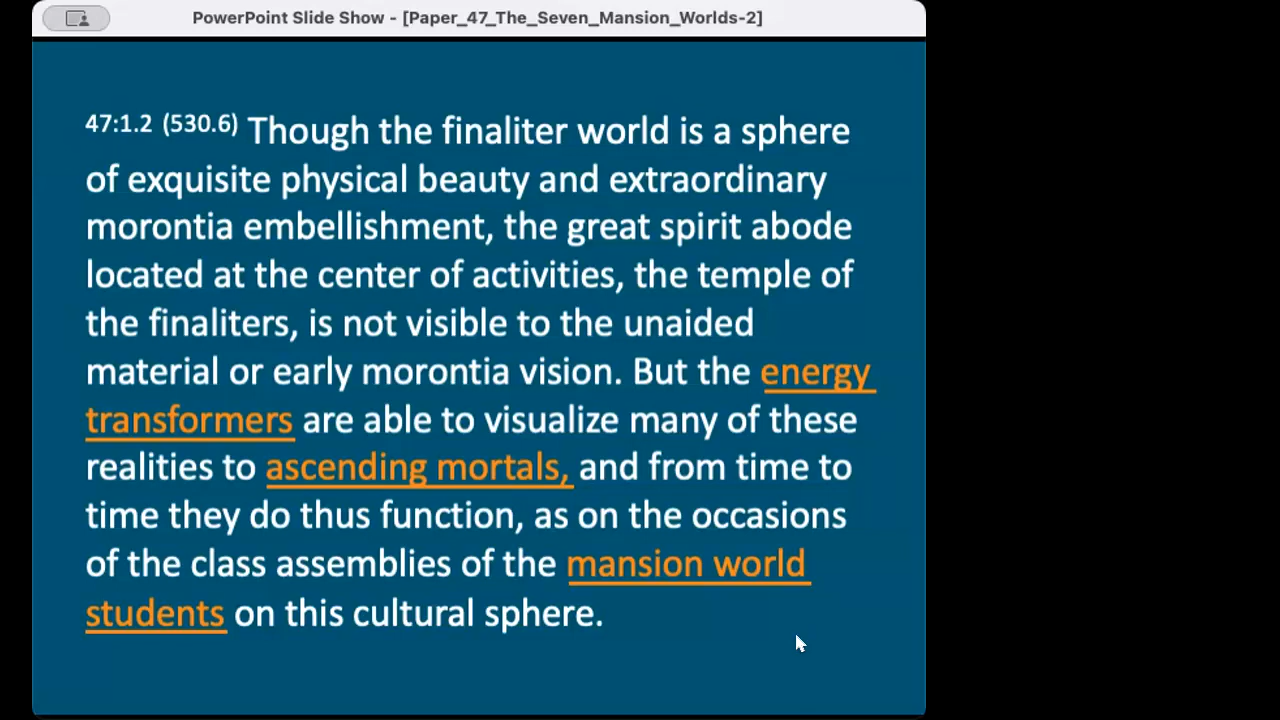 PowerPoint Slide Show - [Paper_47_The_Seven_Mansion_Worlds-2]
47:1.2 (530.6) Though the finaliter world is a sphere
of exquisite physical beauty and extraordinary
morontia embellishment, the great spirit abode
located at the center of activities, the temple of
the finaliters, is not visible to the unaided
material or early morontia vision. But the energy
transformers are able to visualize many of these
realities to ascending mortals, and from time to
time they do thus function, as on the occasions
of the class assemblies of the mansion world
students on this cultural sphere.